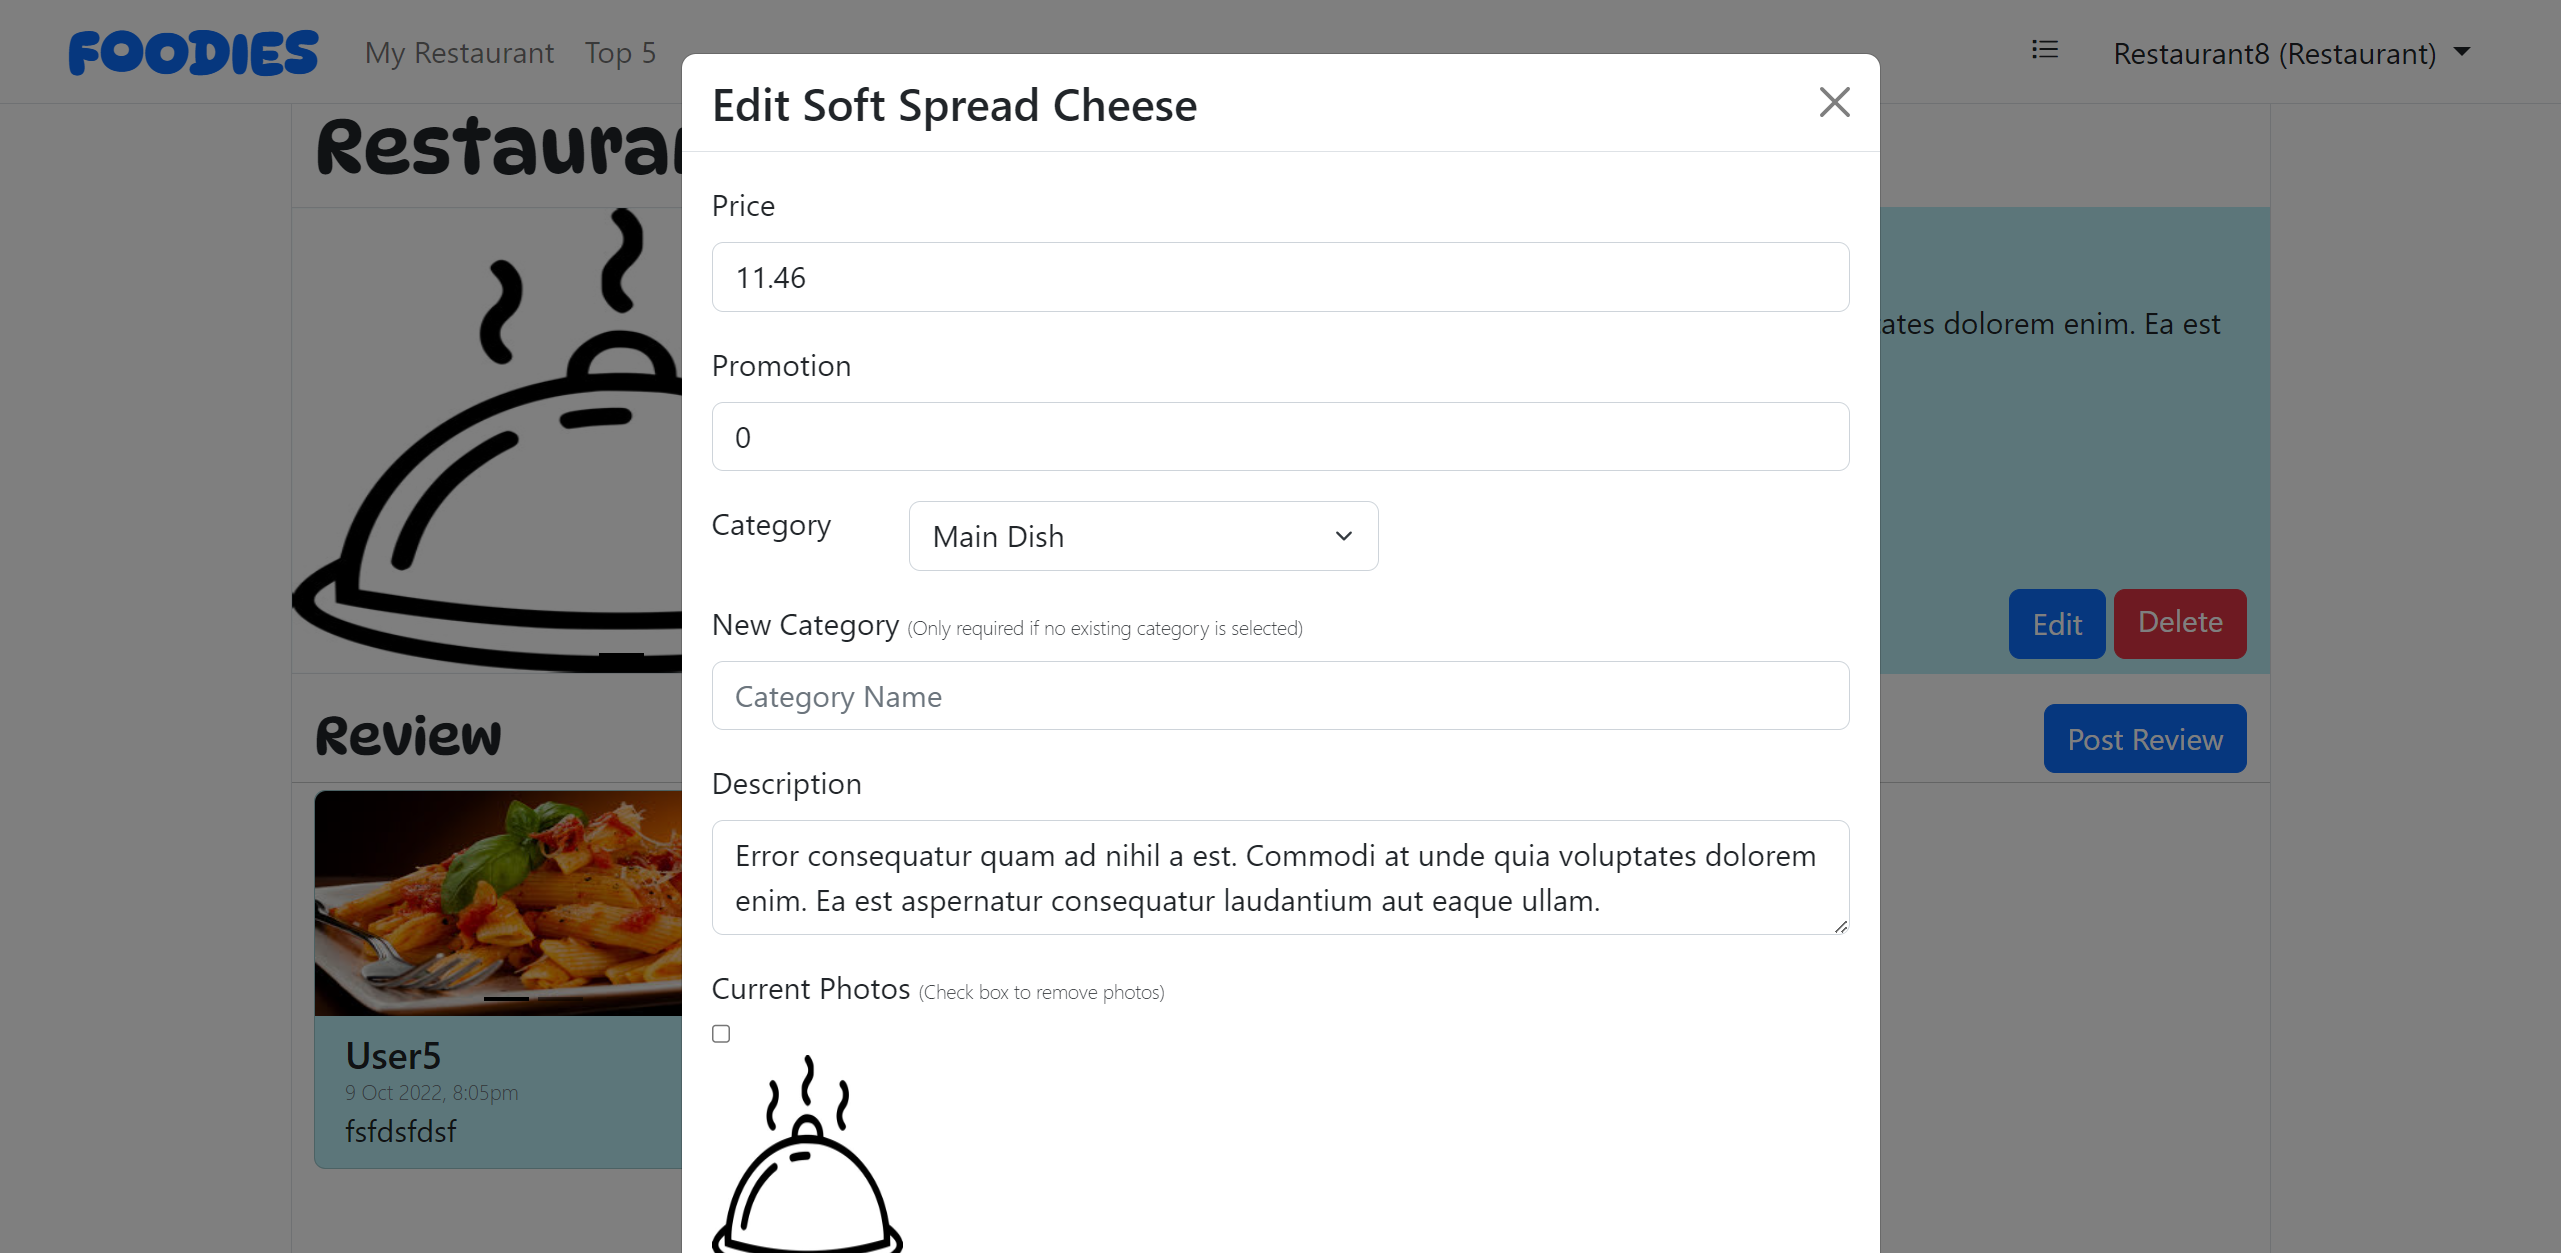 FOODIES
My Restaurant
Top 5
Restaurant8 (Restaurant)
Edit Soft Spread Cheese
Price
11.46
ates dolorem enim. Ea est
Promotion
0
Category
Main Dish
New Category (Only required if no existing category is selected)
Category Name
Edit
Delete
Review
Post Review
Description
Error consequatur quam ad nihil a est. Commodi at unde quia voluptates dolorem
enim. Ea est aspernatur consequatur laudantium aut eaque ullam.
Current Photos (Check box to remove photos)
User5
9 Oct 2022, 8:05pm
fsfdsfdsf